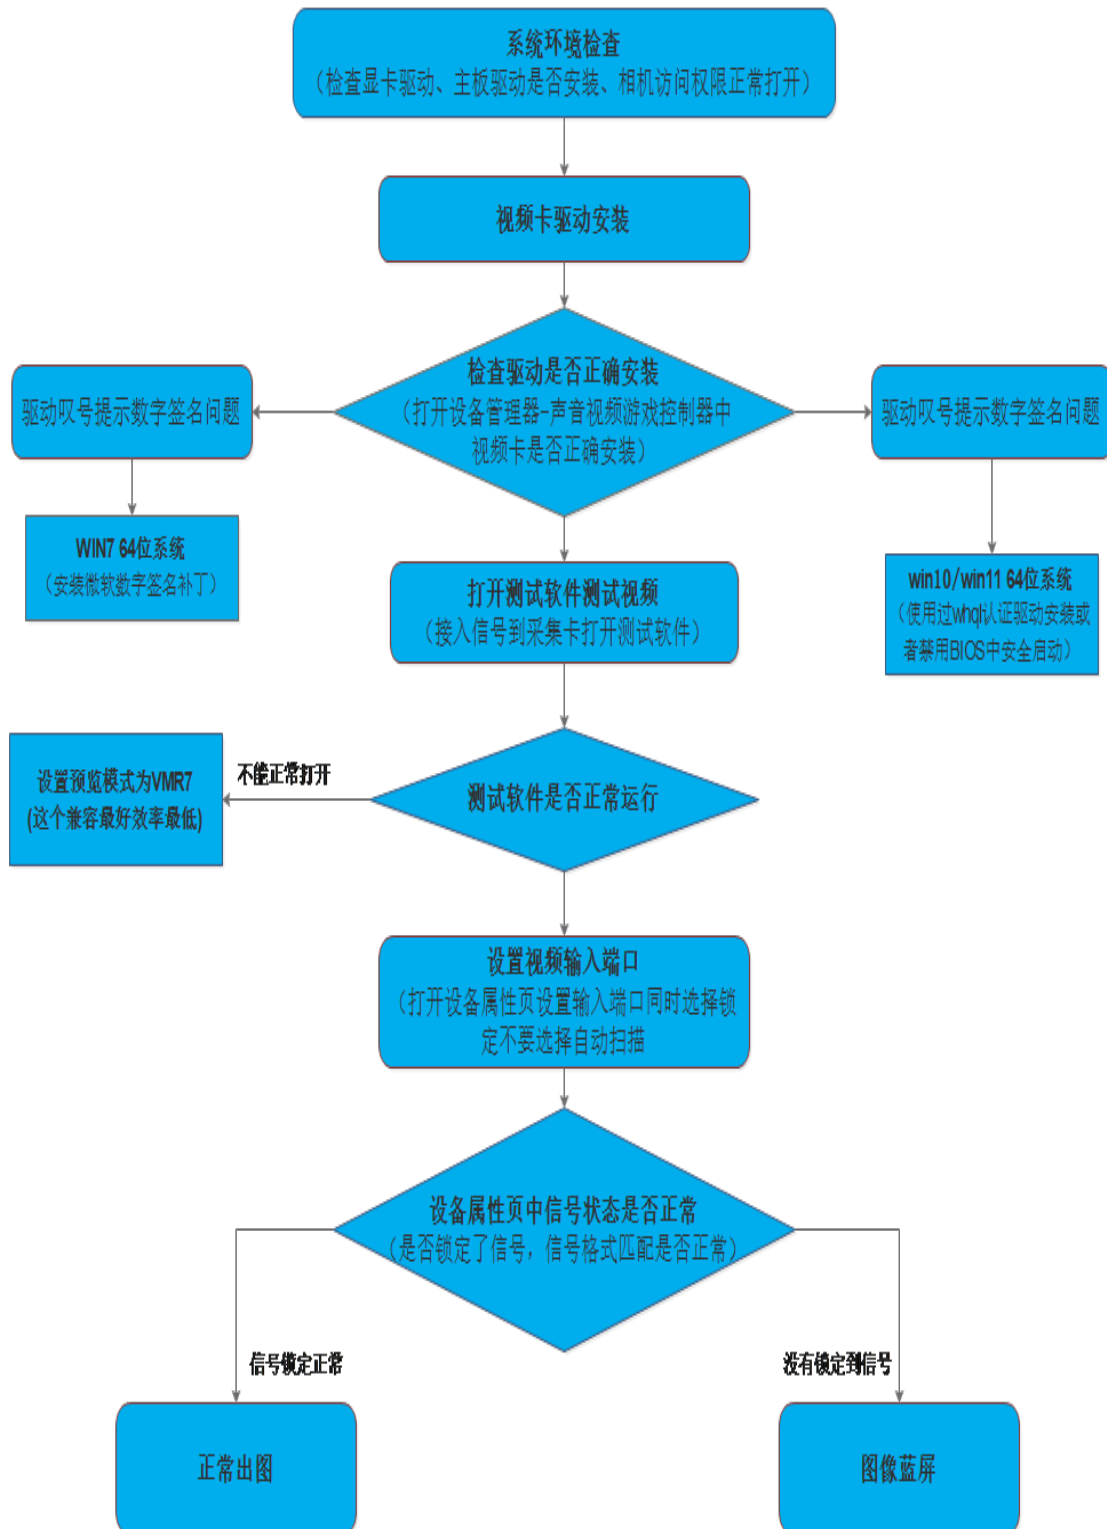 系统环境检查
（检查显卡驱动、主板驱动是否安装、相机访问权限正常打开）
视频卡驱动安装
检查驱动是否正确安装
（打开设备管理器-声音视频游戏控制器中
视频卡是否正确安装）
驱动叹号提示数字签名问题
驱动叹号提示数字签名问题
WIN7 64位系统
（安装微软数字签名补丁）
win10/win11 64位系统
（使用过whql认证驱动安装或
者禁用BIOS中安全启动）
打开测试软件测试视频
（接入信号到采集卡打开测试软件）
测试软件是否正常运行
不能正常打开
设置预览模式为VMR7
(这个兼容最好效率最低)
设置视频输入端口
（打开设备属性页设置输入端口同时选择锁
定不要选择自动扫描
设备属性页中信号状态是否正常
（是否锁定了信号，信号格式匹配是否正常）
信号锁定正常
没有锁定到信号
正常出图
图像蓝屏